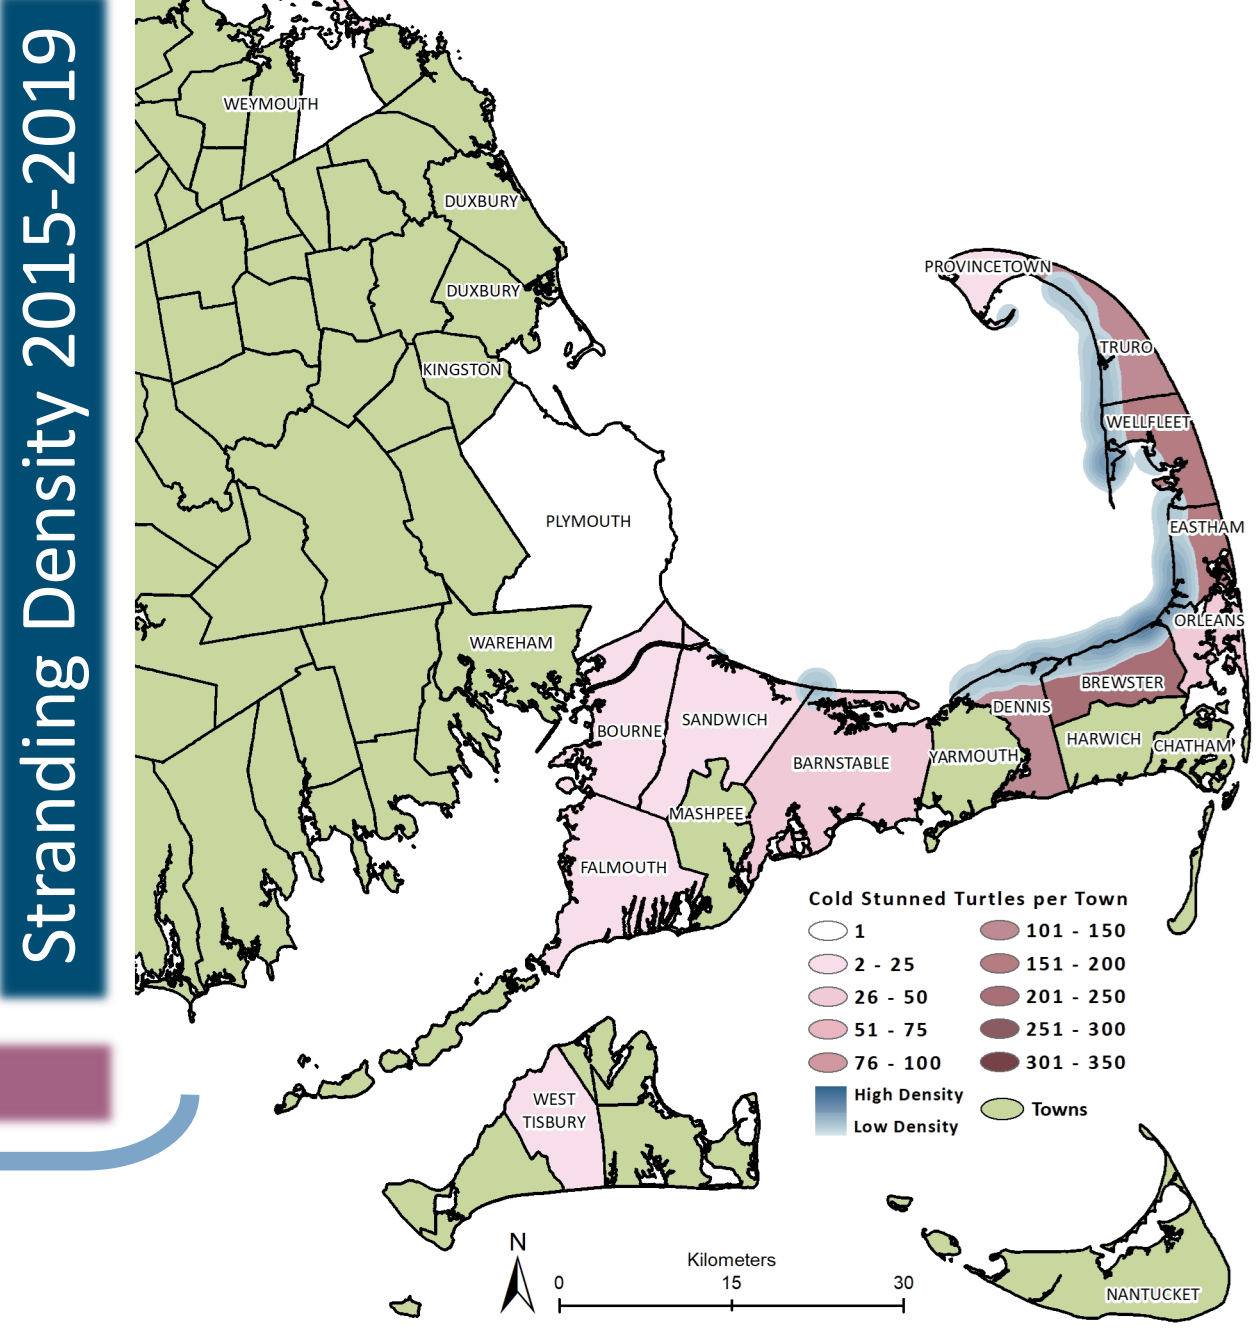 Stranding Density 2015-2019
WEYMOUTH
DUXBURY
PROVINCETOWN
DUXBURY
TRURO
KINGSTON
WELLFLEET
PLYMOUTH
EASTHAM
ORLEANS
WAREHAM
BREWSTER
DENNIS
SANDWICH
BOURNE
HARWICH
CHATHAM
YARMOUTH
BARNSTABLE
MASHPEE
FALMOUTH
Cold Stunned Turtles per Town
1
101 - 150
2 - 25
151 - 200
26 - 50
201 - 250
51 - 75
251 - 300
76 - 100
301 - 350
High Density
Low Density
Towns
WEST
TISBURY
N
Kilometers
0 15 30
NANTUCKET